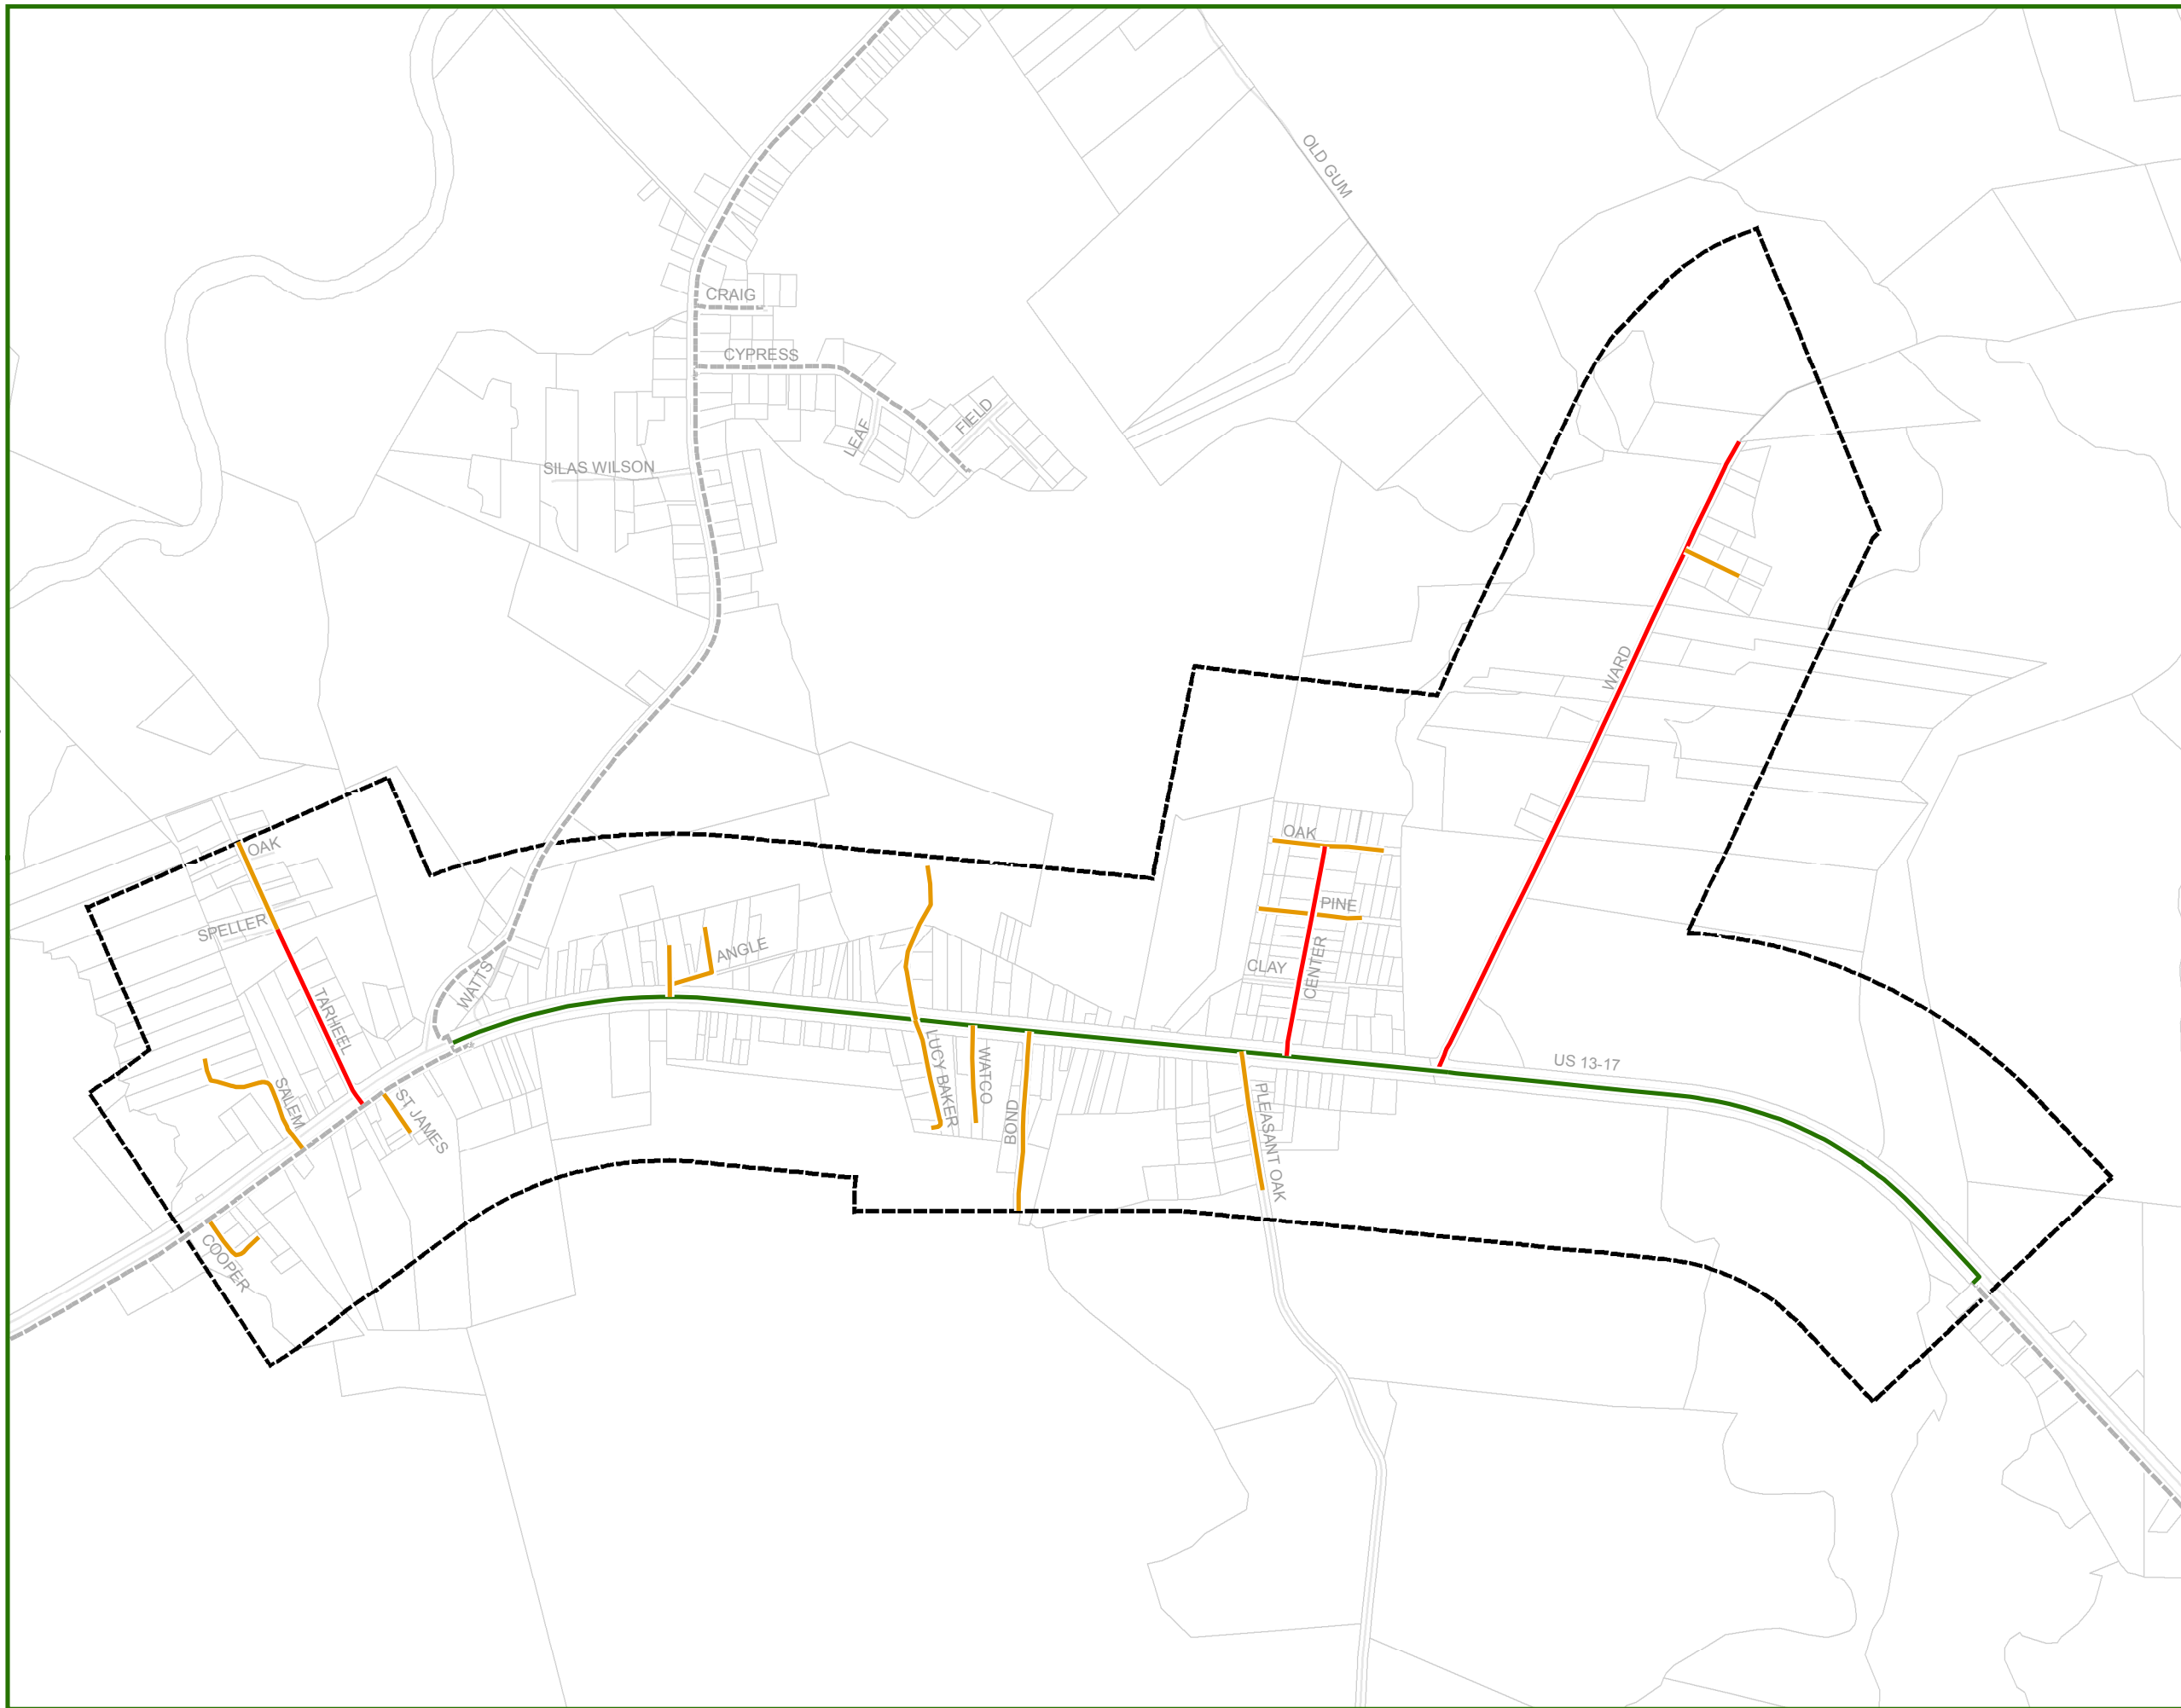 OLD GUM
CRAIG
CYPRESS
LEAF
FIELD
SILAS WILSON
WARD
OAK
OAK
SPELLER
PINE
ANGLE
CENTER
CLAY
WATTS
TARHEEL
US 13-17
LUCY BAKER
WATCO
SALEM
ST JAMES
BOND
PLEASANT OAK
COOPER